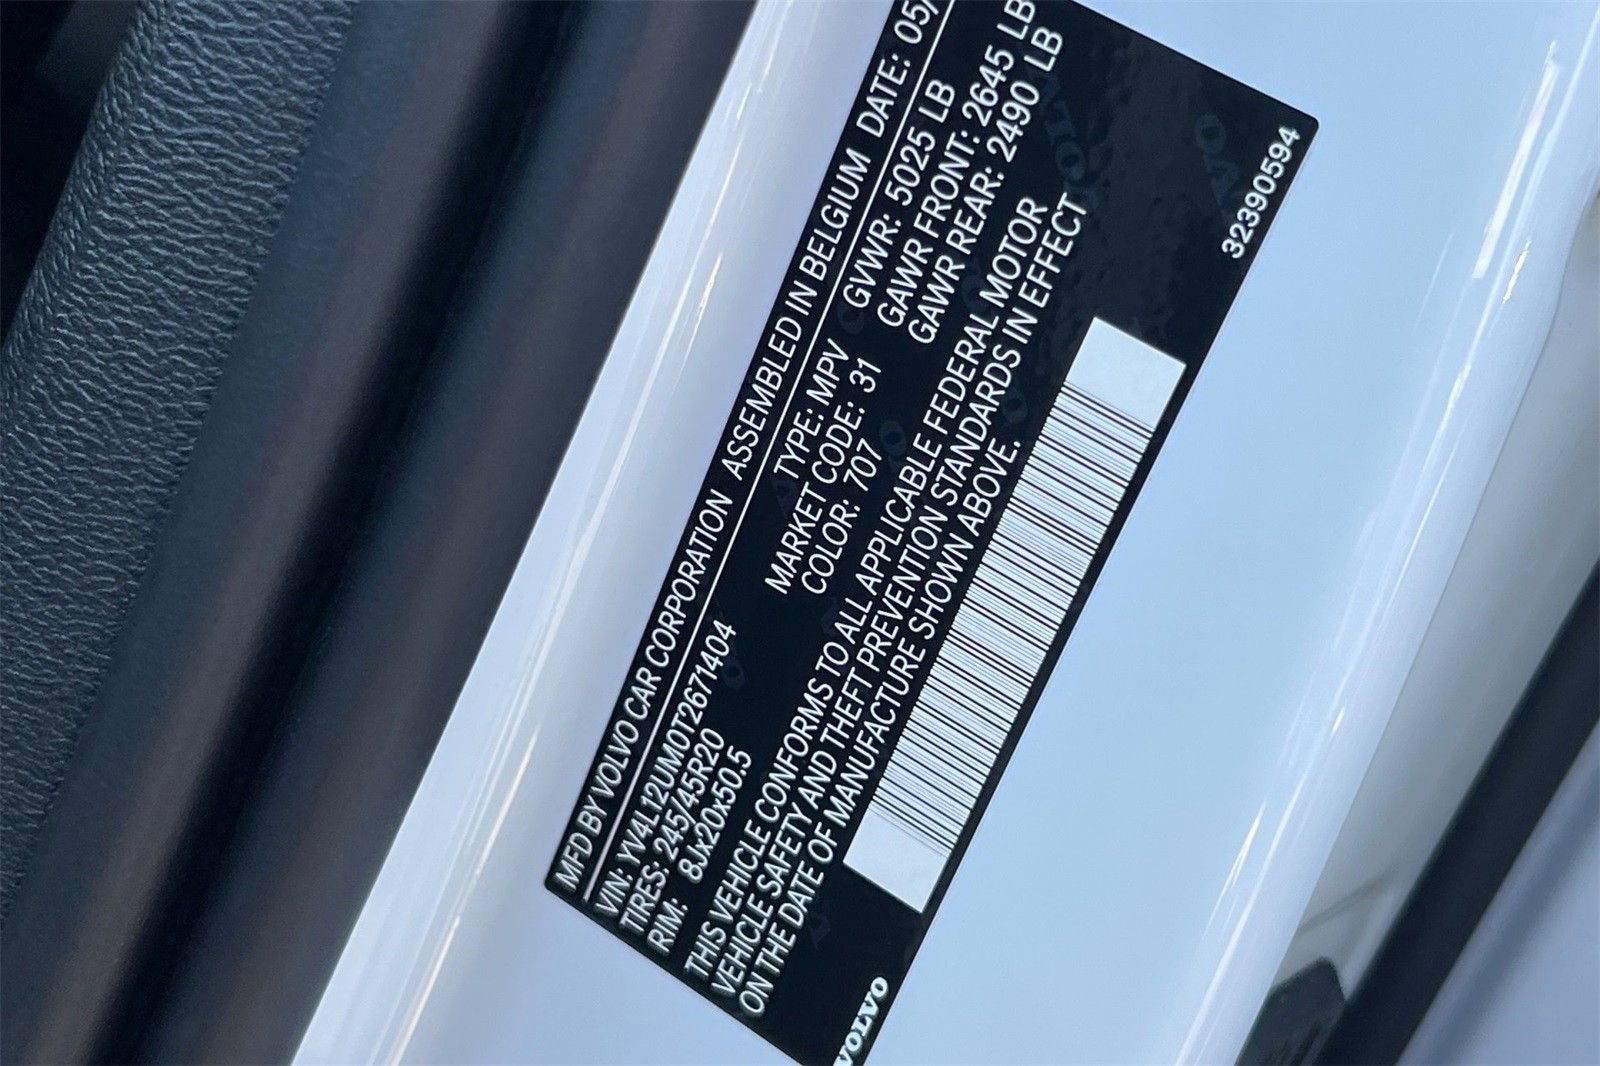 MFD BY VOLVO CAR CORPORATION ASSEMBLED IN BELGIUM DATE: 05/
VIN: YV4L12UM0T2671404
TIRES: 245/45R20
RIM: 8Jx20x50.5
TYPE: MPV
MARKET CODE: 31
COLOR: 707
GVWR: 5025 LB
GAWR FRONT: 2645 LB
GAWR REAR: 2490 LB
THIS VEHICLE CONFORMS TO ALL APPLICABLE FEDERAL MOTOR
VEHICLE SAFETY AND THEFT PREVENTION STANDARDS IN EFFECT
ON THE DATE OF MANUFACTURE SHOWN ABOVE.
VOLVO
32390594